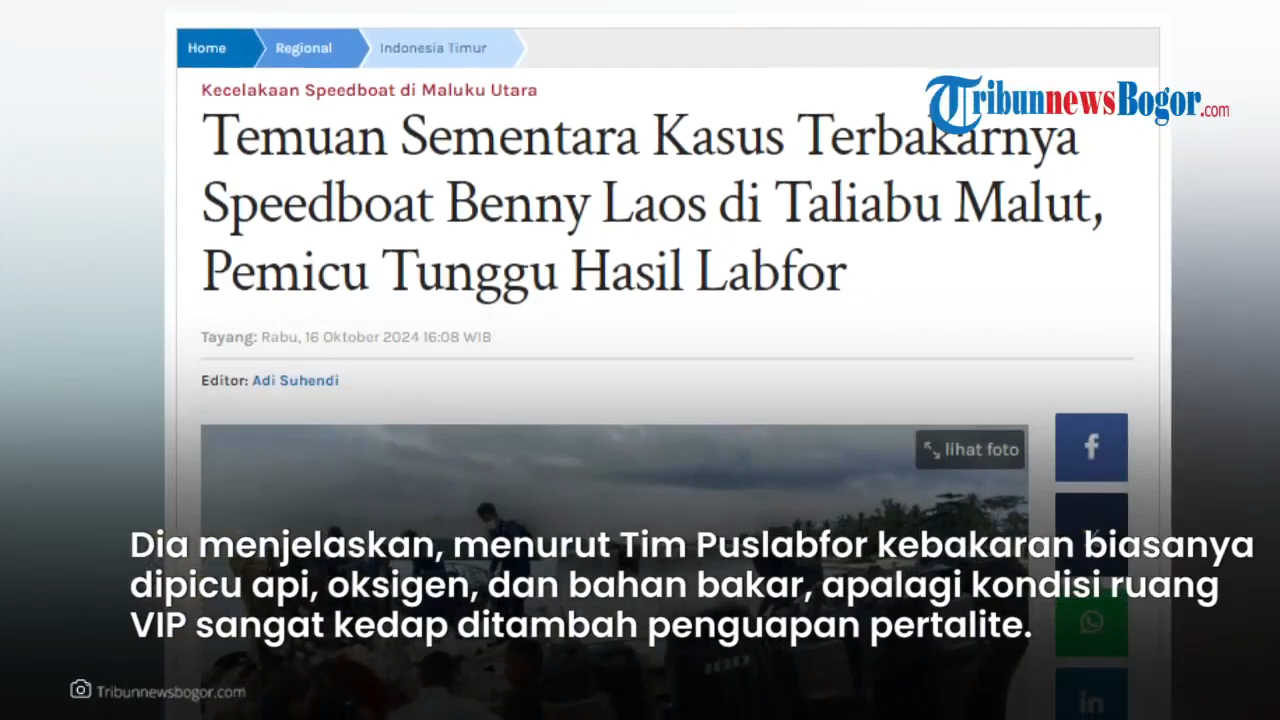 Home Regional Indonesia Timur
Kecelakaan Speedboat di Maluku Utara
TribunnewsBogor.com
Temuan Sementara Kasus Terbakarnya
Speedboat Benny Laos di Taliabu Malut,
Pemicu Tunggu Hasil Labfor
Tayang: Rabu, 16 Oktober 2024 16:08 WIB
Editor: Adi Suhendi
lihat foto
Dia menjelaskan, menurut Tim Puslabfor kebakaran biasanya
dipicu api, oksigen, dan bahan bakar, apalagi kondisi ruang
VIP sangat kedap ditambah penguapan pertalite.
100
Tribunnewsbogor.com